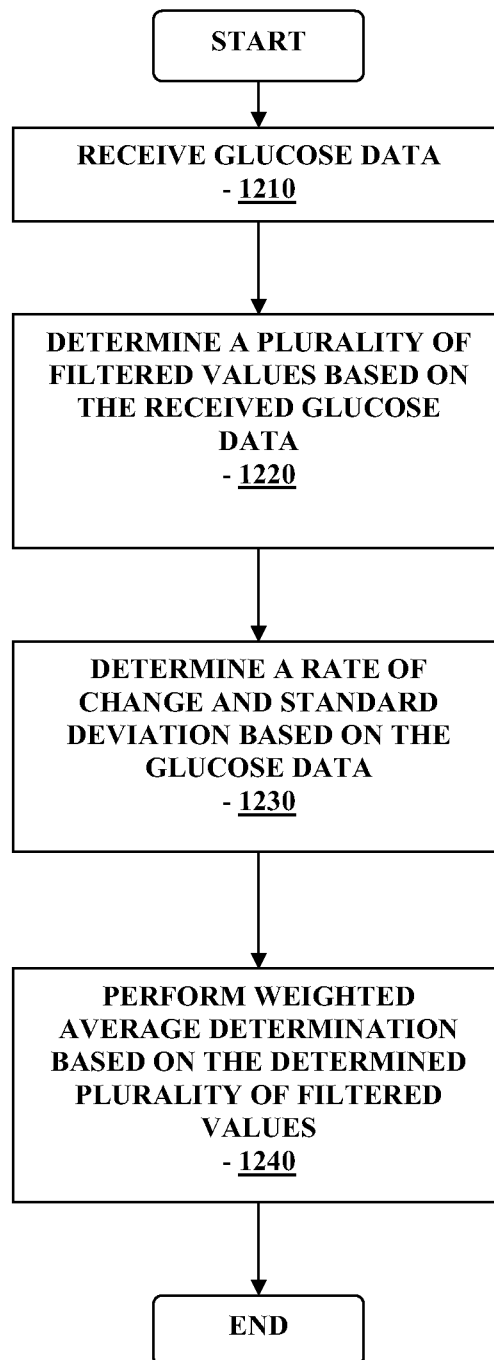 START
RECEIVE GLUCOSE DATA
- 1210
DETERMINE A PLURALITY OF
FILTERED VALUES BASED ON
THE RECEIVED GLUCOSE
DATA
- 1220
DETERMINE A RATE OF
CHANGE AND STANDARD
DEVIATION BASED ON THE
GLUCOSE DATA
- 1230
PERFORM WEIGHTED
AVERAGE DETERMINATION
BASED ON THE DETERMINED
PLURALITY OF FILTERED
VALUES
- 1240
END